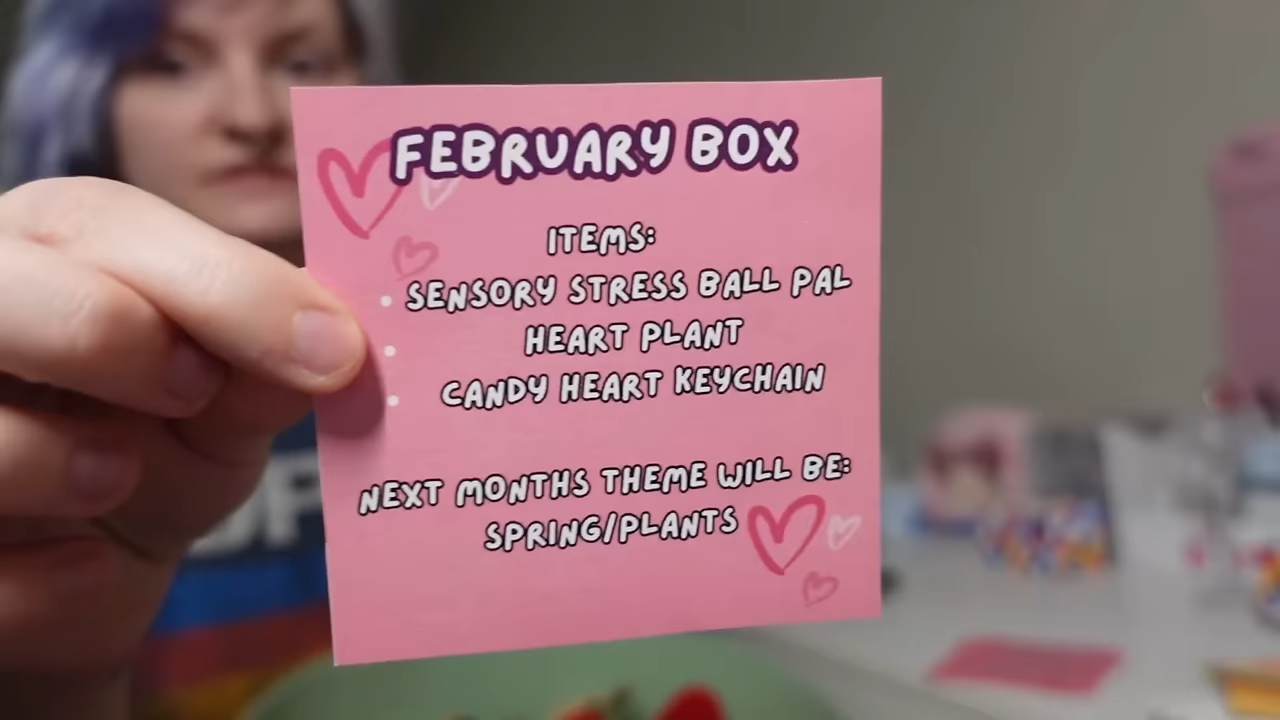 FEBRUARY BOX
ITEMS:
• SENSORY STRESS BALL PAL
• HEART PLANT
• CANDY HEART KEYCHAIN
NEXT MONTHS THEME WILL BE:
SPRING/PLANTS